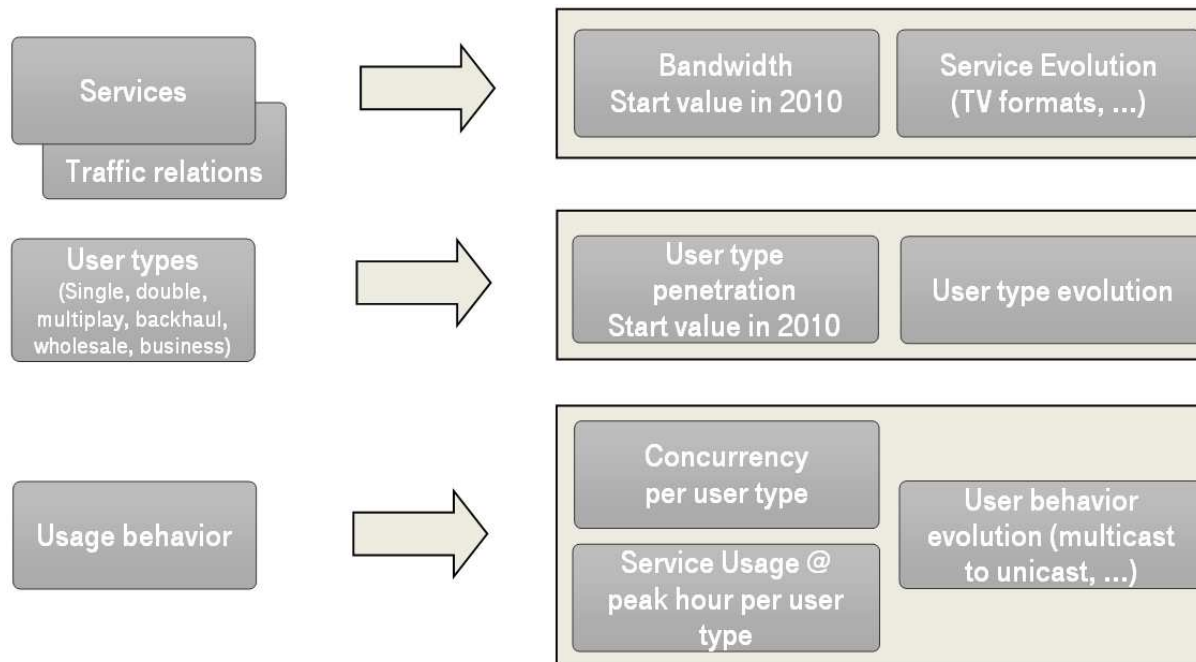 Services
Traffic relations
Bandwidth
Start value in 2010
Service Evolution
(TV formats, ...)
User types
(Single, double,
multiplay, backhaul,
wholesale, business)
User type
penetration
Start value in 2010
User type evolution
Usage behavior
Concurrency
per user type
Service Usage @
peak hour per user
type
User behavior
evolution (multicast
to unicast, ...)